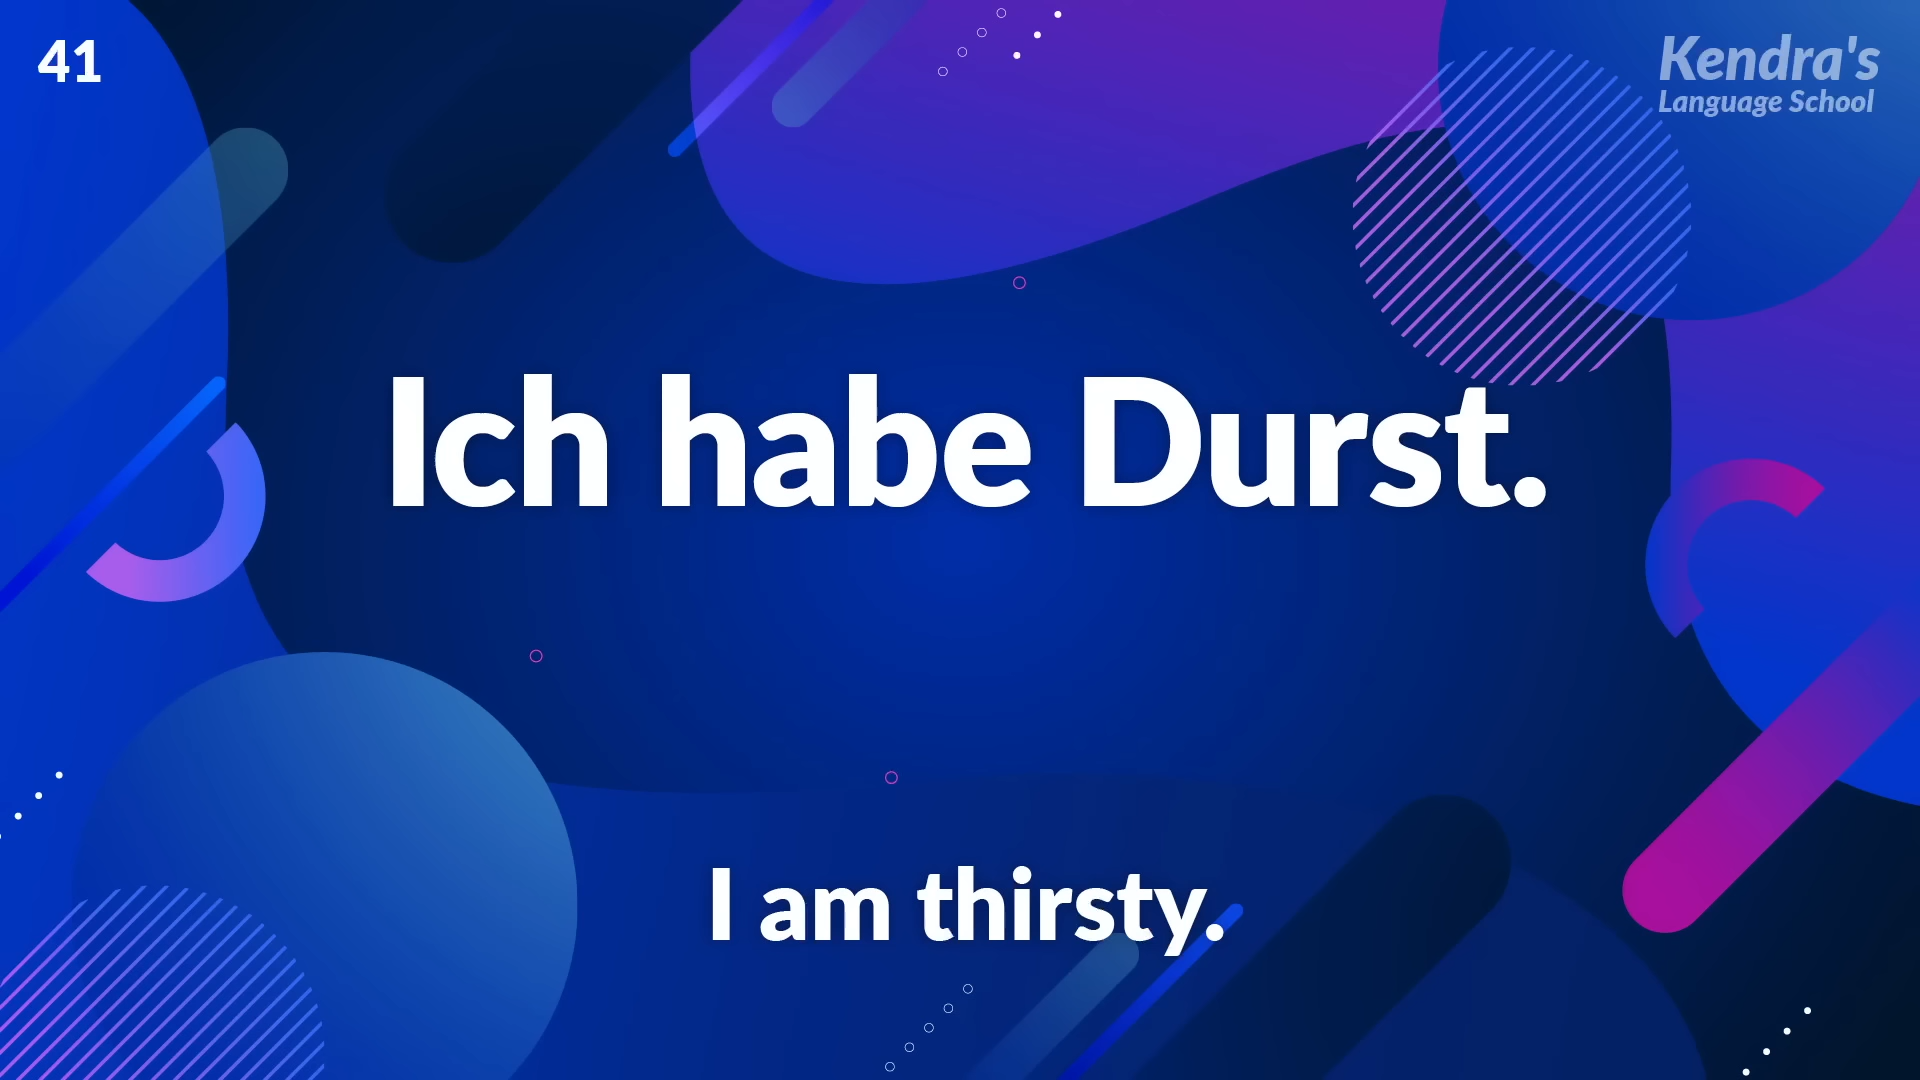 41
Kendra's
Language School
Ich habe Durst.
I am thirsty.